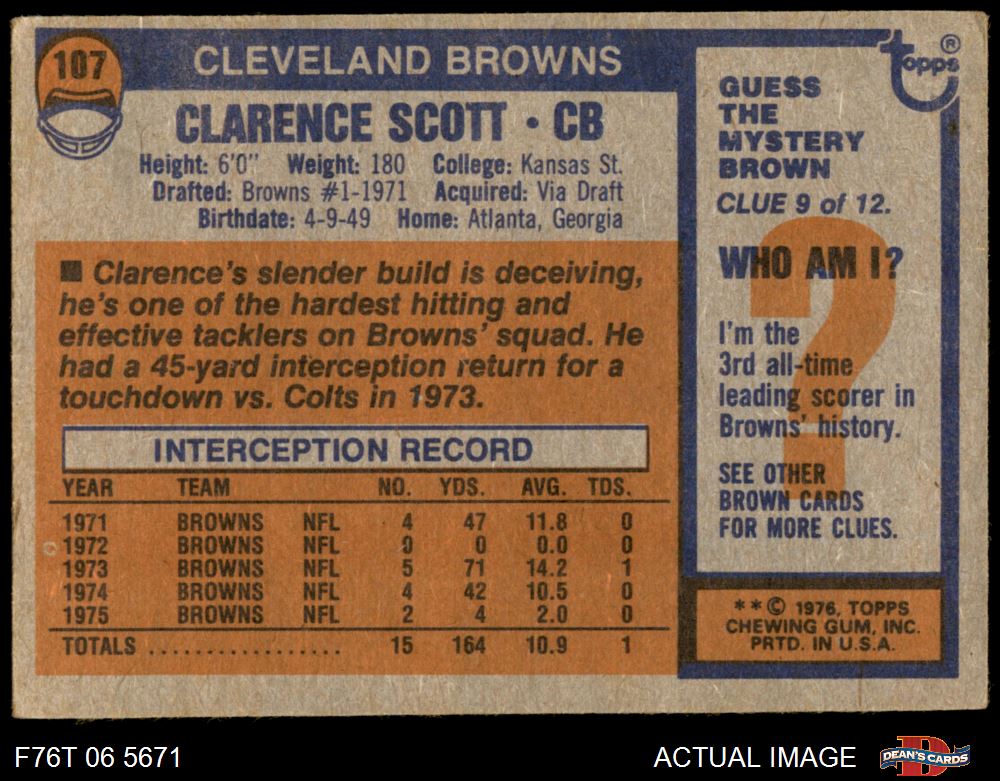 107
CLEVELAND BROWNS
CLARENCE SCOTT • CB
Height: 6'0" Weight: 180 College: Kansas St.
Drafted: Browns #1-1971 Acquired: Via Draft
Birthdate: 4-9-49 Home: Atlanta, Georgia
■ Clarence's slender build is deceiving,
he's one of the hardest hitting and
effective tacklers on Browns' squad. He
had a 45-yard interception return for a
touchdown vs. Colts in 1973.
INTERCEPTION RECORD
YEAR TEAM NO. YDS. AVG. TDS.
1971 BROWNS NFL 4 47 11.8 0
1972 BROWNS NFL 0 0 0.0 0
1973 BROWNS NFL 5 71 14.2 1
1974 BROWNS NFL 4 42 10.5 0
1975 BROWNS NFL 2 4 2.0 0
TOTALS .................. 15 164 10.9 1
topps ®
GUESS
THE
MYSTERY
BROWN
CLUE 9 of 12.
WHO AM I?
?
I'm the
3rd all-time
leading scorer in
Browns' history.
SEE OTHER
BROWN CARDS
FOR MORE CLUES.
**© 1976, TOPPS
CHEWING GUM, INC.
PRTD. IN U.S.A.
F76T 06 5671
ACTUAL IMAGE
D
DEAN'S CARDS